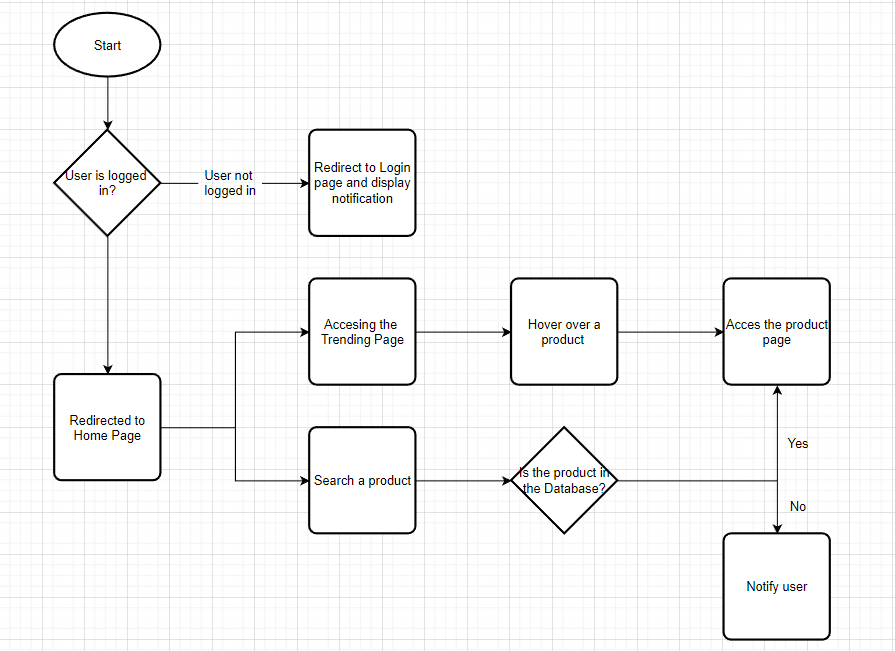 Start
User is logged
in?
User not
logged in
Redirect to Login
page and display
notification
Accesing the
Trending Page
Hover over a
product
Acces the product
page
Redirected to
Home Page
Search a product
Is the product in
the Database?
Yes
No
Notify user